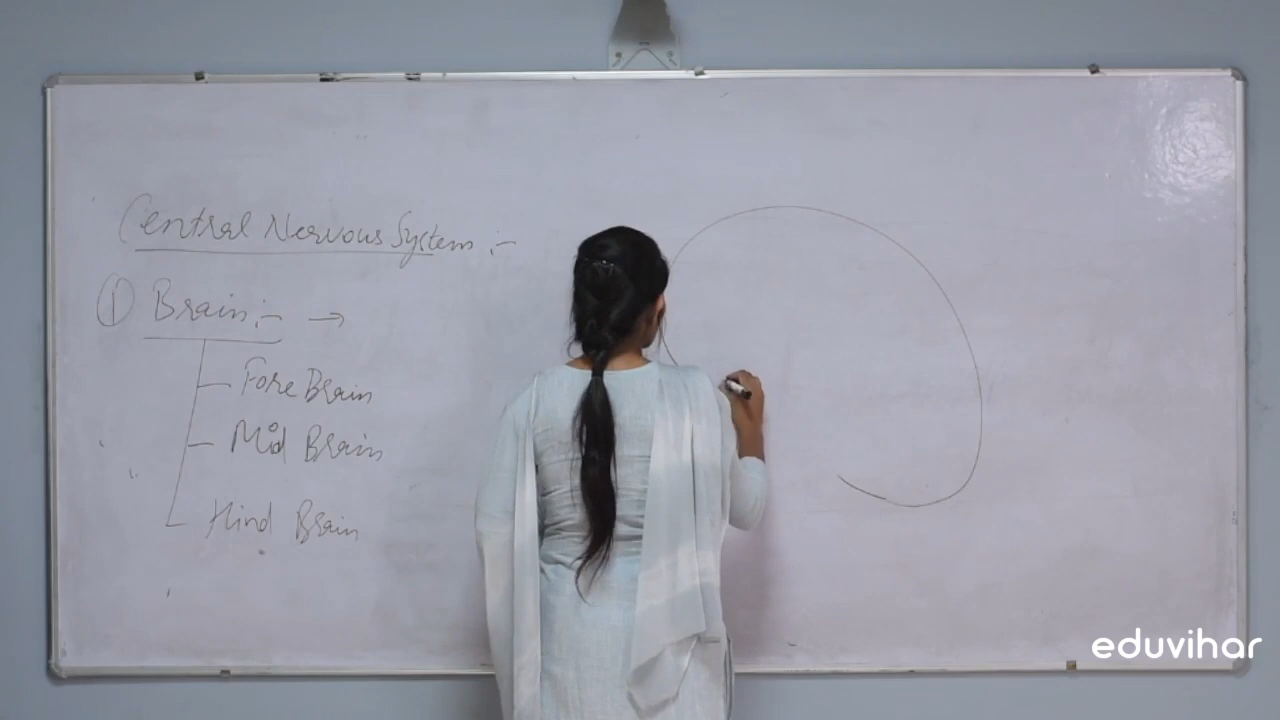 Central Nervous System :-
① Brain :- →
Fore Brain
Mid Brain
Hind Brain
eduvihar